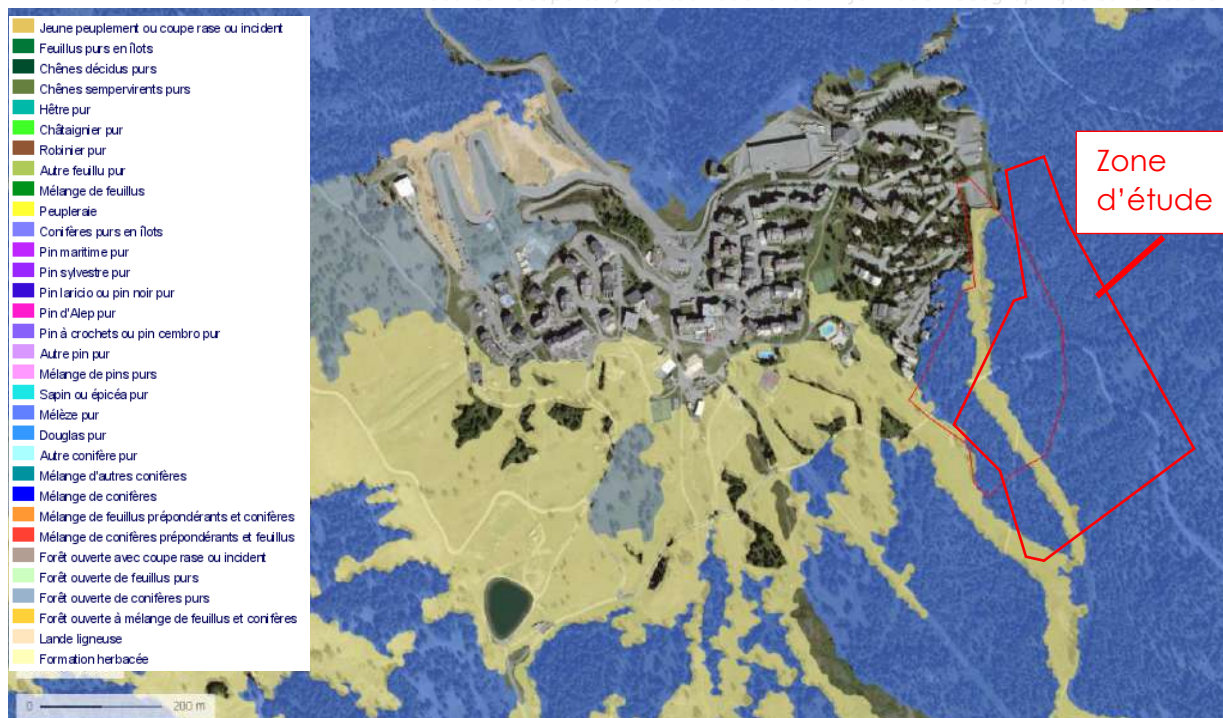 Jeune peuplement ou coupe rase ou incident
Feuillus purs en îlots
Chênes décidus purs
Chênes sempervirents purs
Hêtre pur
Châtaignier pur
Robinier pur
Autre feuillu pur
Mélange de feuillus
Peupleraie
Conifères purs en îlots
Pin maritime pur
Pin sylvestre pur
Pin laricio ou pin noir pur
Pin d'Alep pur
Pin à crochets ou pin cembro pur
Autre pin pur
Mélange de pins purs
Sapin ou épicéa pur
Mélèze pur
Douglas pur
Autre conifère pur
Mélange d'autres conifères
Mélange de conifères
Mélange de feuillus prépondérants et conifères
Mélange de conifères prépondérants et feuillus
Forêt ouverte avec coupe rase ou incident
Forêt ouverte de feuillus purs
Forêt ouverte de conifères purs
Forêt ouverte à mélange de feuillus et conifères
Lande ligneuse
Formation herbacée
Zone
d'étude
0 200 m